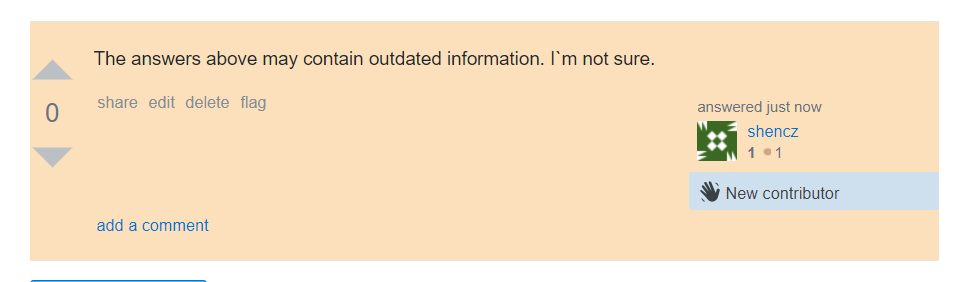 The answers above may contain outdated information. I`m not sure.
0
share edit delete flag
answered just now
shencz
1 1
New contributor
add a comment